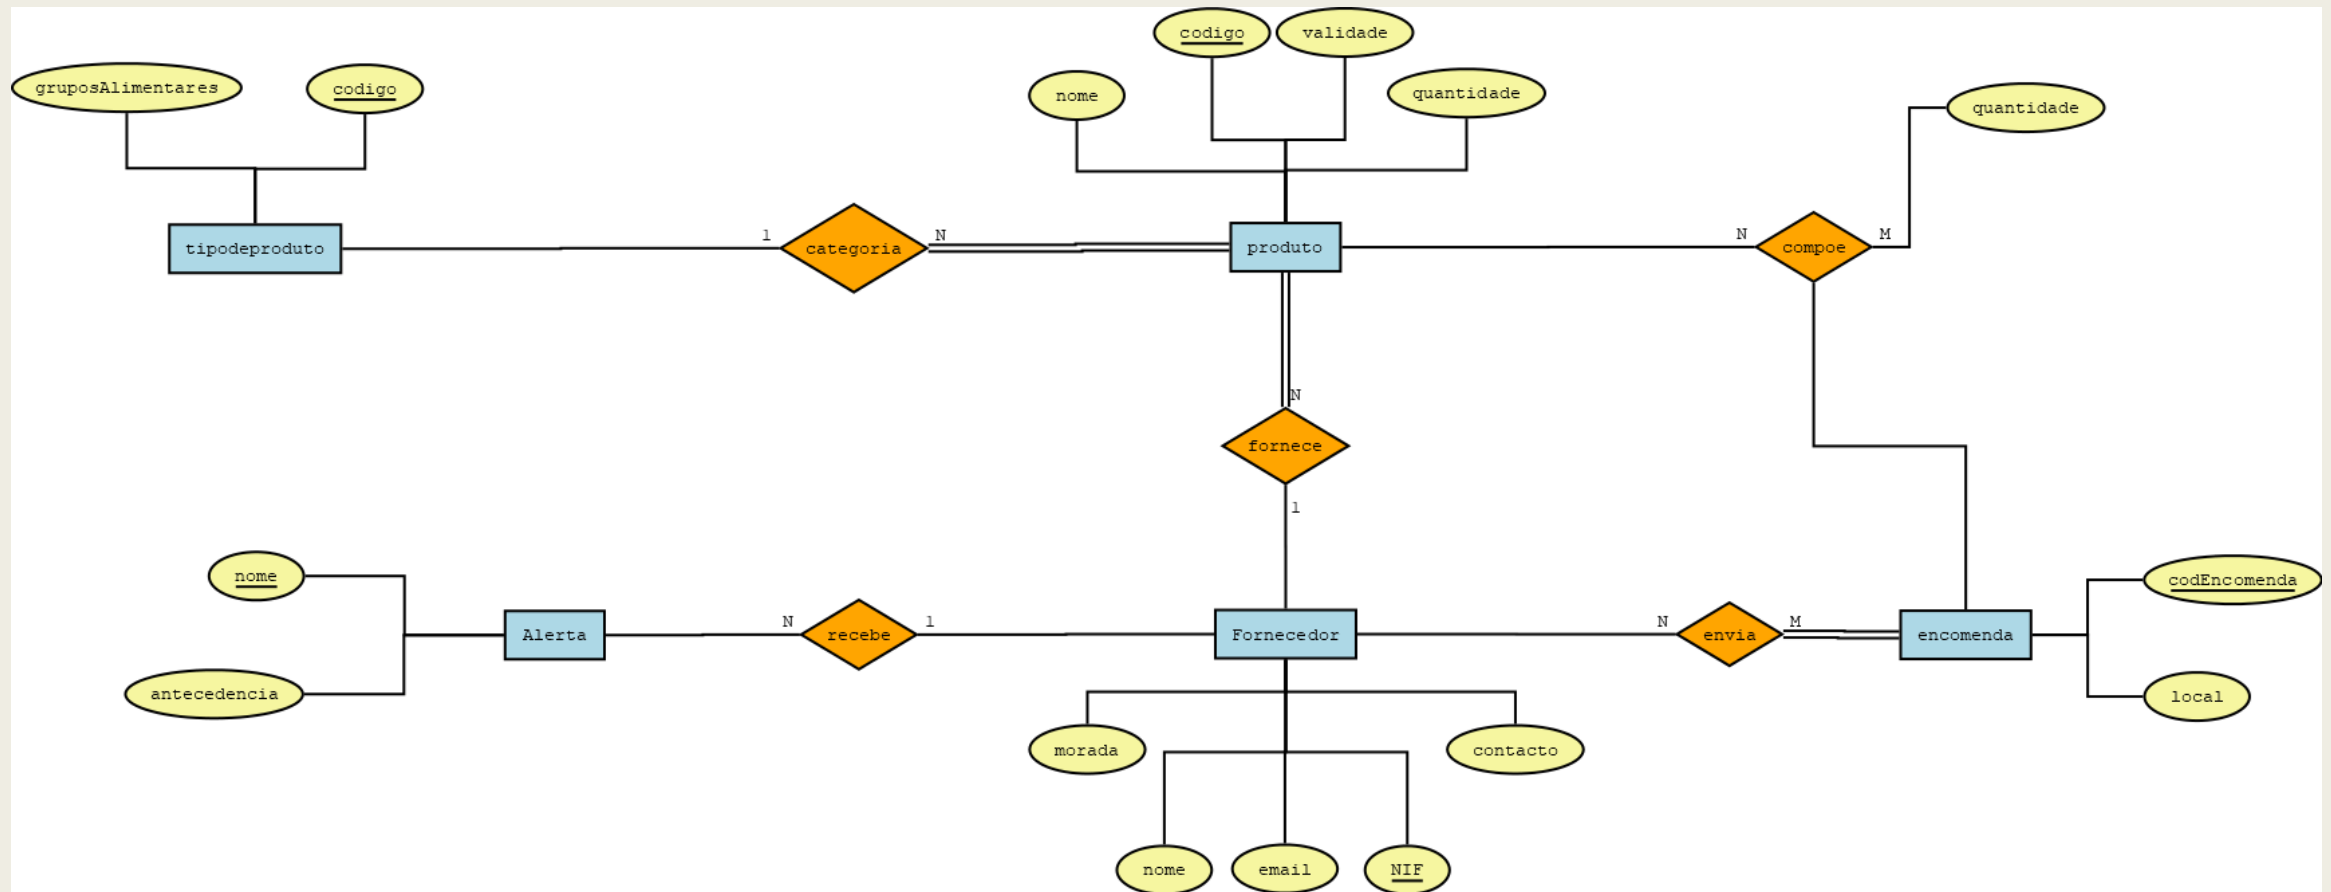 codigo
validade
gruposAlimentares
codigo
nome
quantidade
quantidade
1
N
N
M
tipodeproduto
categoria
produto
compoe
N
fornece
1
nome
codEncomenda
N
1
N
M
Alerta
recebe
Fornecedor
envia
encomenda
antecedencia
local
morada
contacto
nome
email
NIF